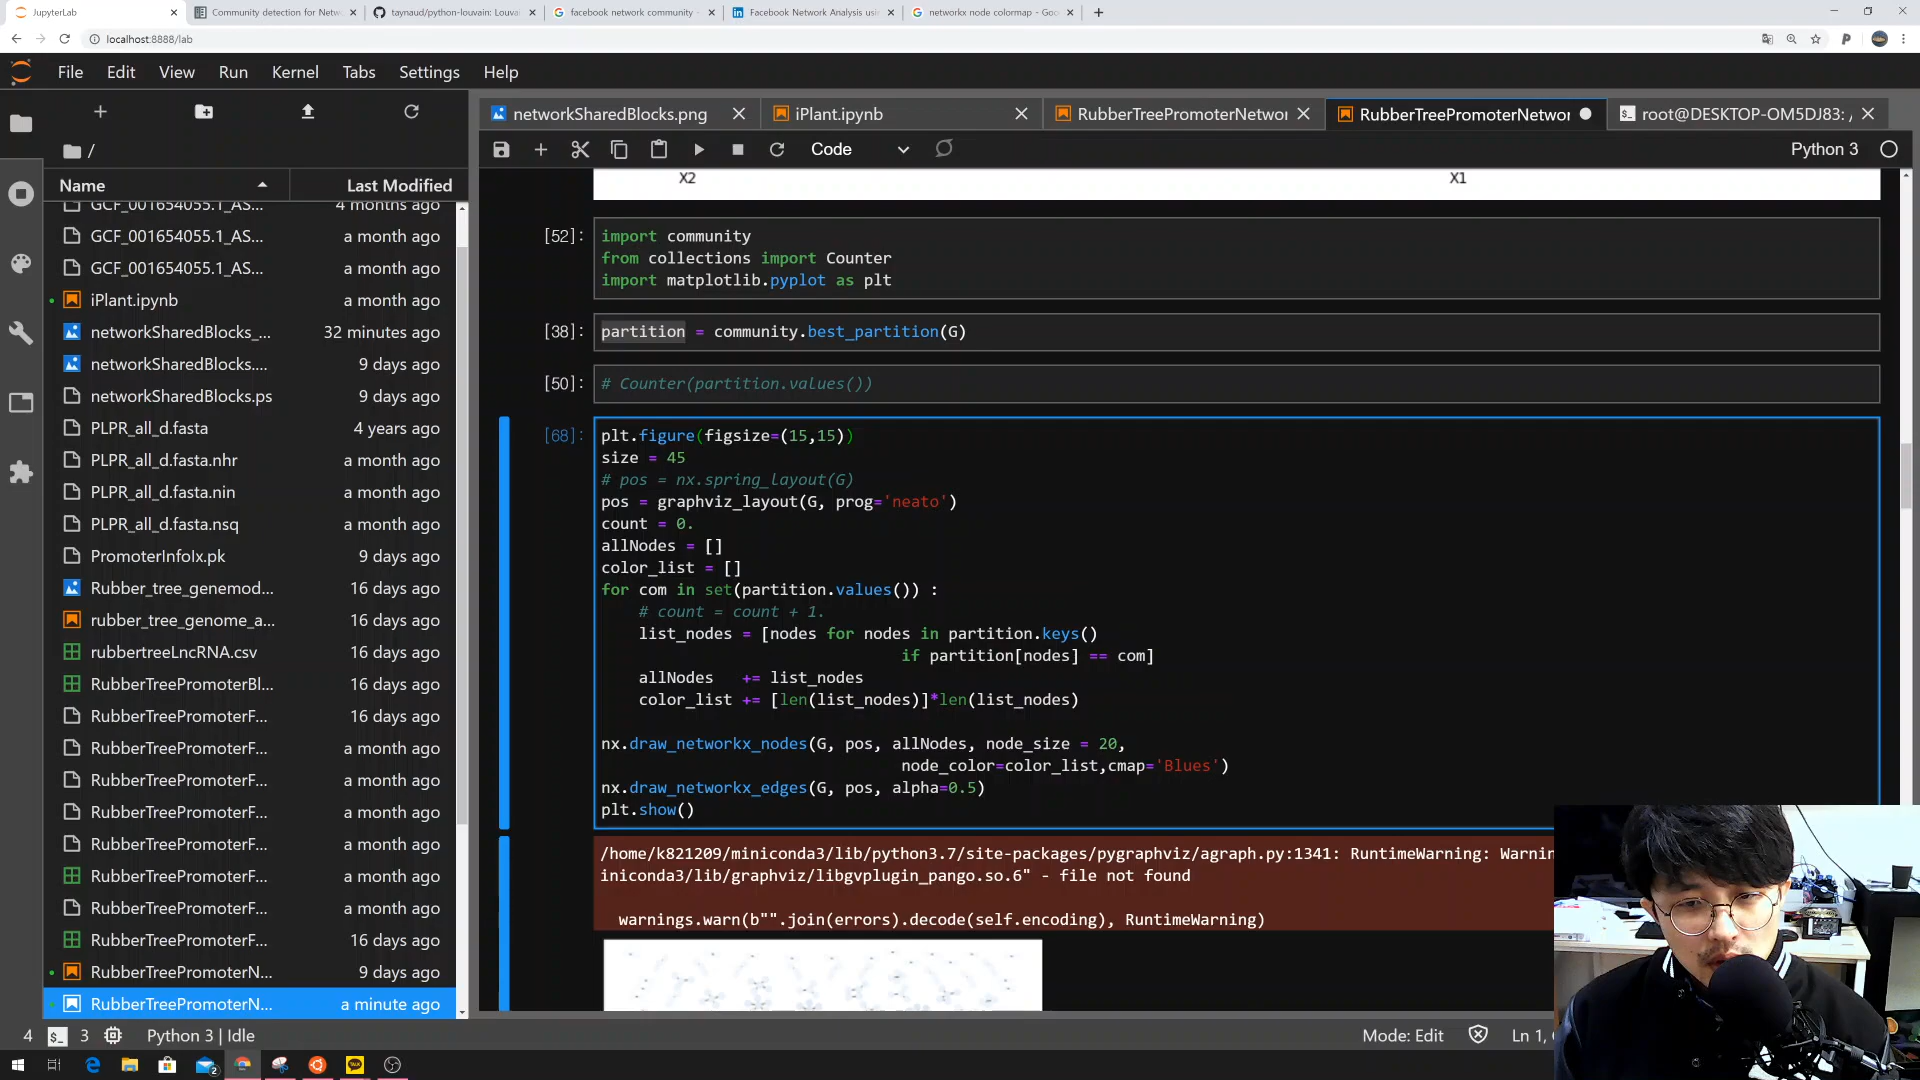 JupyterLab
Community detection for Netw
taynaud/python-louvain: Louva
facebook network community -
Facebook Network Analysis usi
networkx node colormap - Goo
localhost:8888/lab
File Edit View Run Kernel Tabs Settings Help
networkSharedBlocks.png
iPlant.ipynb
RubberTreePromoterNetwor
RubberTreePromoterNetwor
root@DESKTOP-OM5DJ83: /
/
Code
Python 3
Name Last Modified
GCF_001654055.1_AS... 4 months ago
GCF_001654055.1_AS... a month ago
GCF_001654055.1_AS... a month ago
iPlant.ipynb a month ago
networkSharedBlocks_... 32 minutes ago
networkSharedBlocks.... 9 days ago
networkSharedBlocks.ps 9 days ago
PLPR_all_d.fasta 4 years ago
PLPR_all_d.fasta.nhr a month ago
PLPR_all_d.fasta.nin a month ago
PLPR_all_d.fasta.nsq a month ago
PromoterInfoIx.pk 9 days ago
Rubber_tree_genemod... 16 days ago
rubber_tree_genome_a... 16 days ago
rubbertreeLncRNA.csv 16 days ago
RubberTreePromoterBl... 16 days ago
RubberTreePromoterF... 16 days ago
RubberTreePromoterF... a month ago
RubberTreePromoterF... a month ago
RubberTreePromoterF... a month ago
RubberTreePromoterF... a month ago
RubberTreePromoterF... a month ago
RubberTreePromoterF... a month ago
RubberTreePromoterF... 16 days ago
RubberTreePromoterN... 9 days ago
RubberTreePromoterN... a minute ago
X2 X1
[52]:
import community
from collections import Counter
import matplotlib.pyplot as plt
[38]: partition = community.best_partition(G)
[50]: # Counter(partition.values())
[68]: plt.figure(figsize=(15,15))
size = 45
# pos = nx.spring_layout(G)
pos = graphviz_layout(G, prog='neato')
count = 0.
allNodes = []
color_list = []
for com in set(partition.values()) :
# count = count + 1.
list_nodes = [nodes for nodes in partition.keys()
if partition[nodes] == com]
allNodes += list_nodes
color_list += [len(list_nodes)]*len(list_nodes)
nx.draw_networkx_nodes(G, pos, allNodes, node_size = 20,
node_color=color_list,cmap='Blues')
nx.draw_networkx_edges(G, pos, alpha=0.5)
plt.show()
/home/k821209/miniconda3/lib/python3.7/site-packages/pygraphviz/agraph.py:1341: RuntimeWarning: Warnin
iniconda3/lib/graphviz/libgvplugin_pango.so.6" - file not found
warnings.warn(b"".join(errors).decode(self.encoding), RuntimeWarning)
4 3 Python 3 | Idle
Mode: Edit Ln 1,